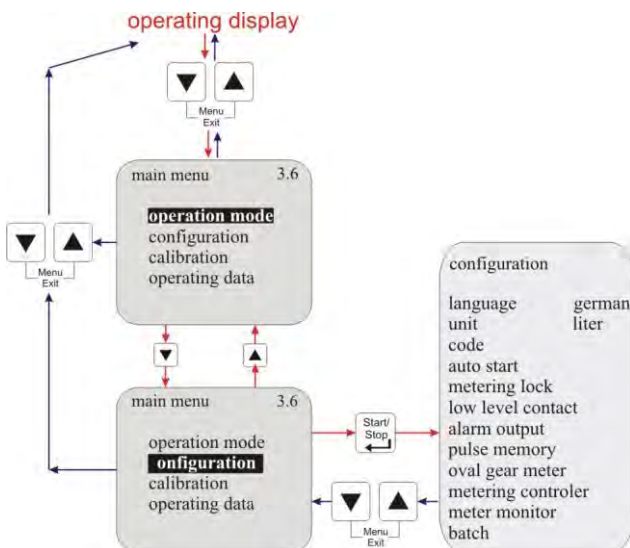 operating display
Menu
Exit
main menu 3.6
operation mode
configuration
calibration
operating data
Menu
Exit
main menu 3.6
operation mode
onfiguration
calibration
operating data
Start/
Stop
Menu
Exit
configuration
language german
unit liter
code
auto start
metering lock
low level contact
alarm output
pulse memory
oval gear meter
metering controler
meter monitor
batch